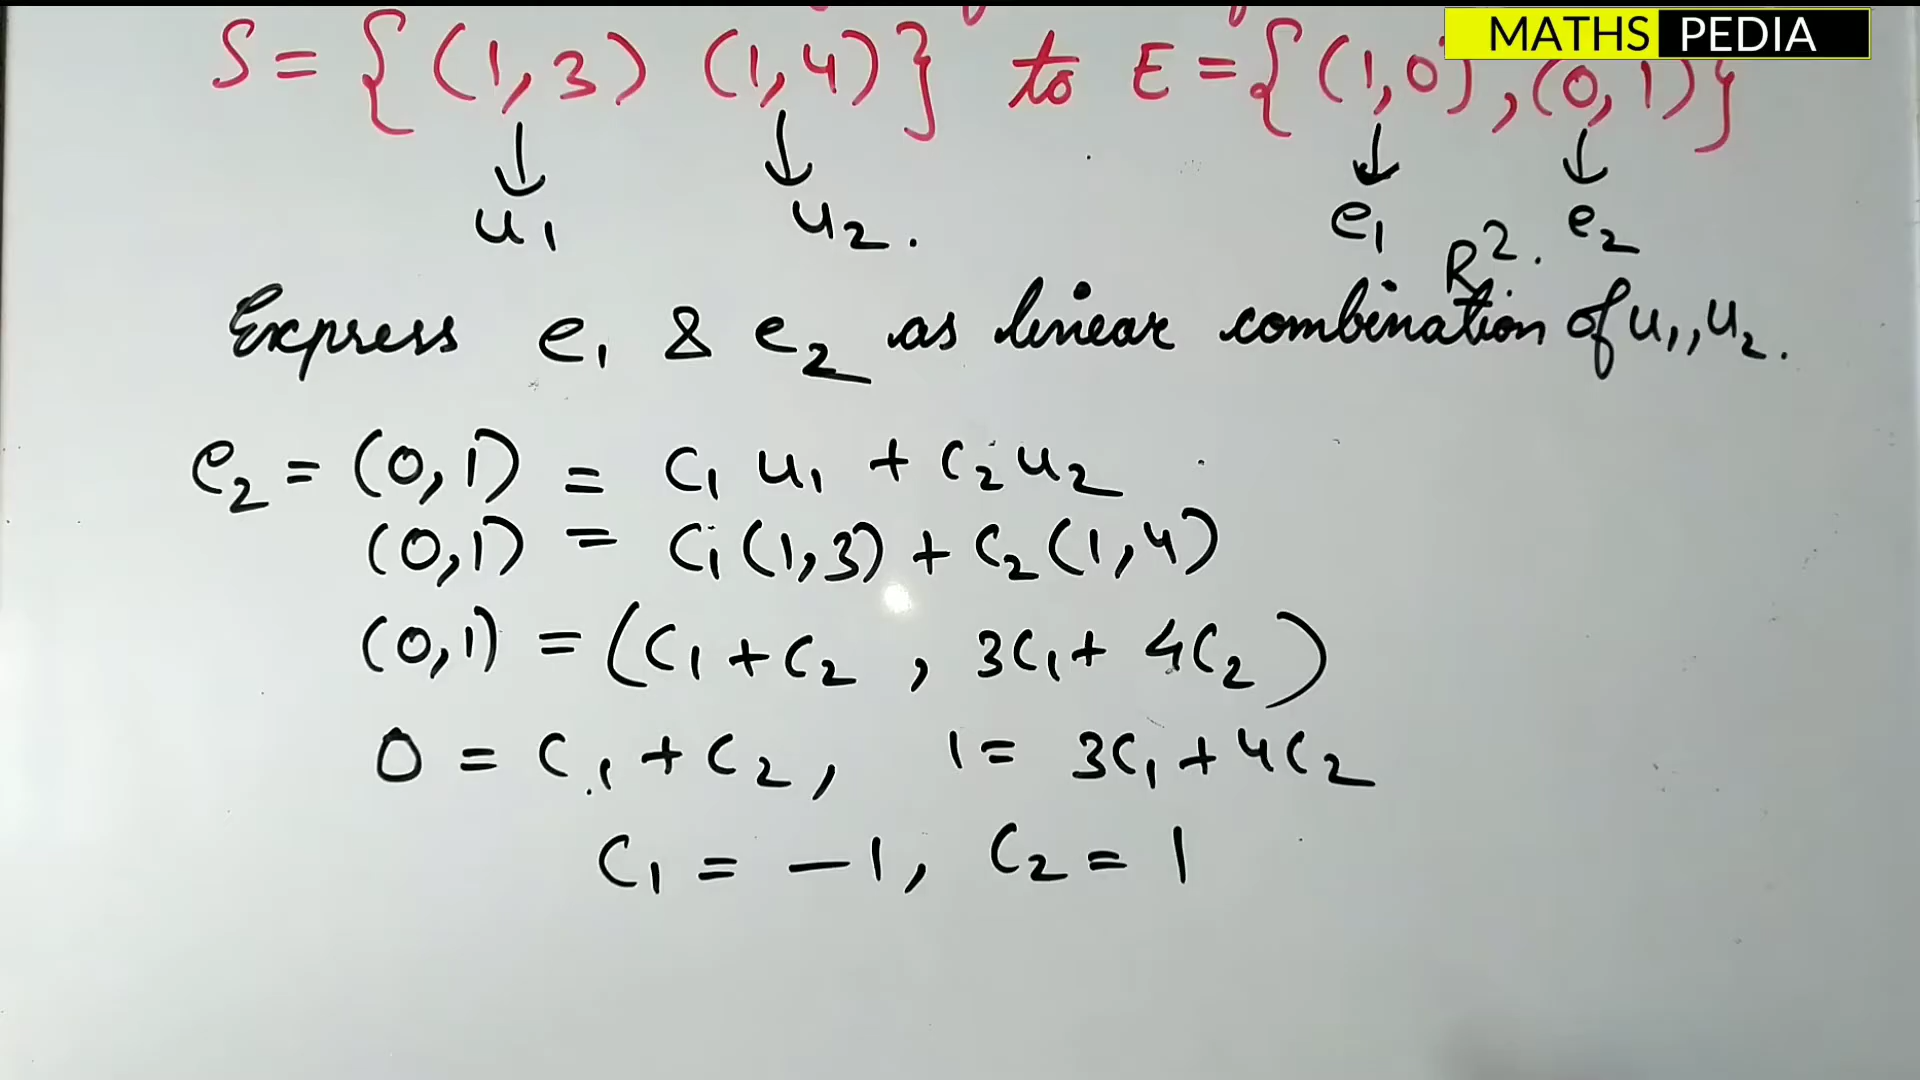 MATHS PEDIA
S = {(1,3) (1,4)} to E = {(1,0), (0,1)}
↓ ↓ ↓ ↓
u₁ u₂. e₁ e₂
R².
Express e₁ & e₂ as linear combination of u₁, u₂.
e₂ = (0,1) = C₁ u₁ + C₂ u₂
(0,1) = C₁ (1,3) + C₂ (1,4)
(0,1) = (C₁ + C₂ , 3C₁ + 4C₂)
0 = C₁ + C₂, 1 = 3C₁ + 4C₂
C₁ = −1, C₂ = 1